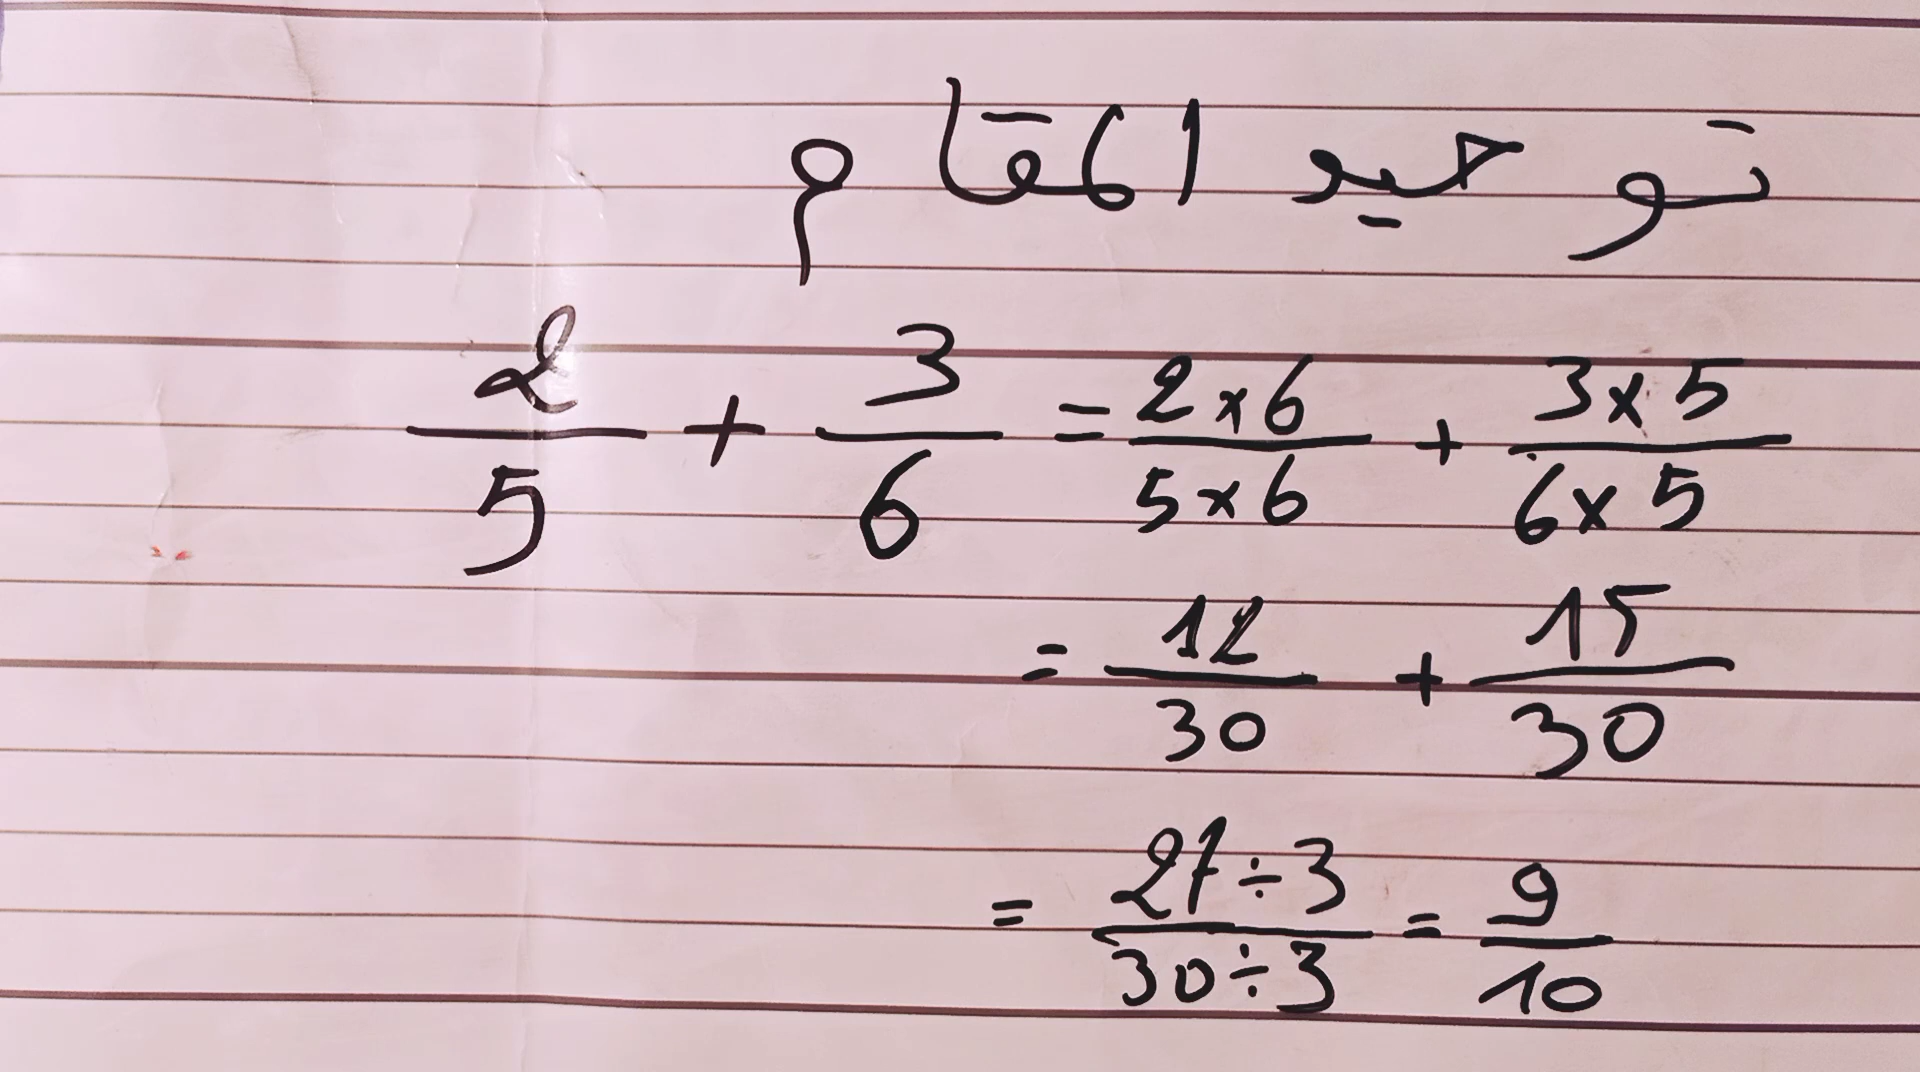 توحيد المقام
2/5 + 3/6 = 2×6/5×6 + 3×5/6×5
= 12/30 + 15/30
= 27÷3/30÷3 = 9/10